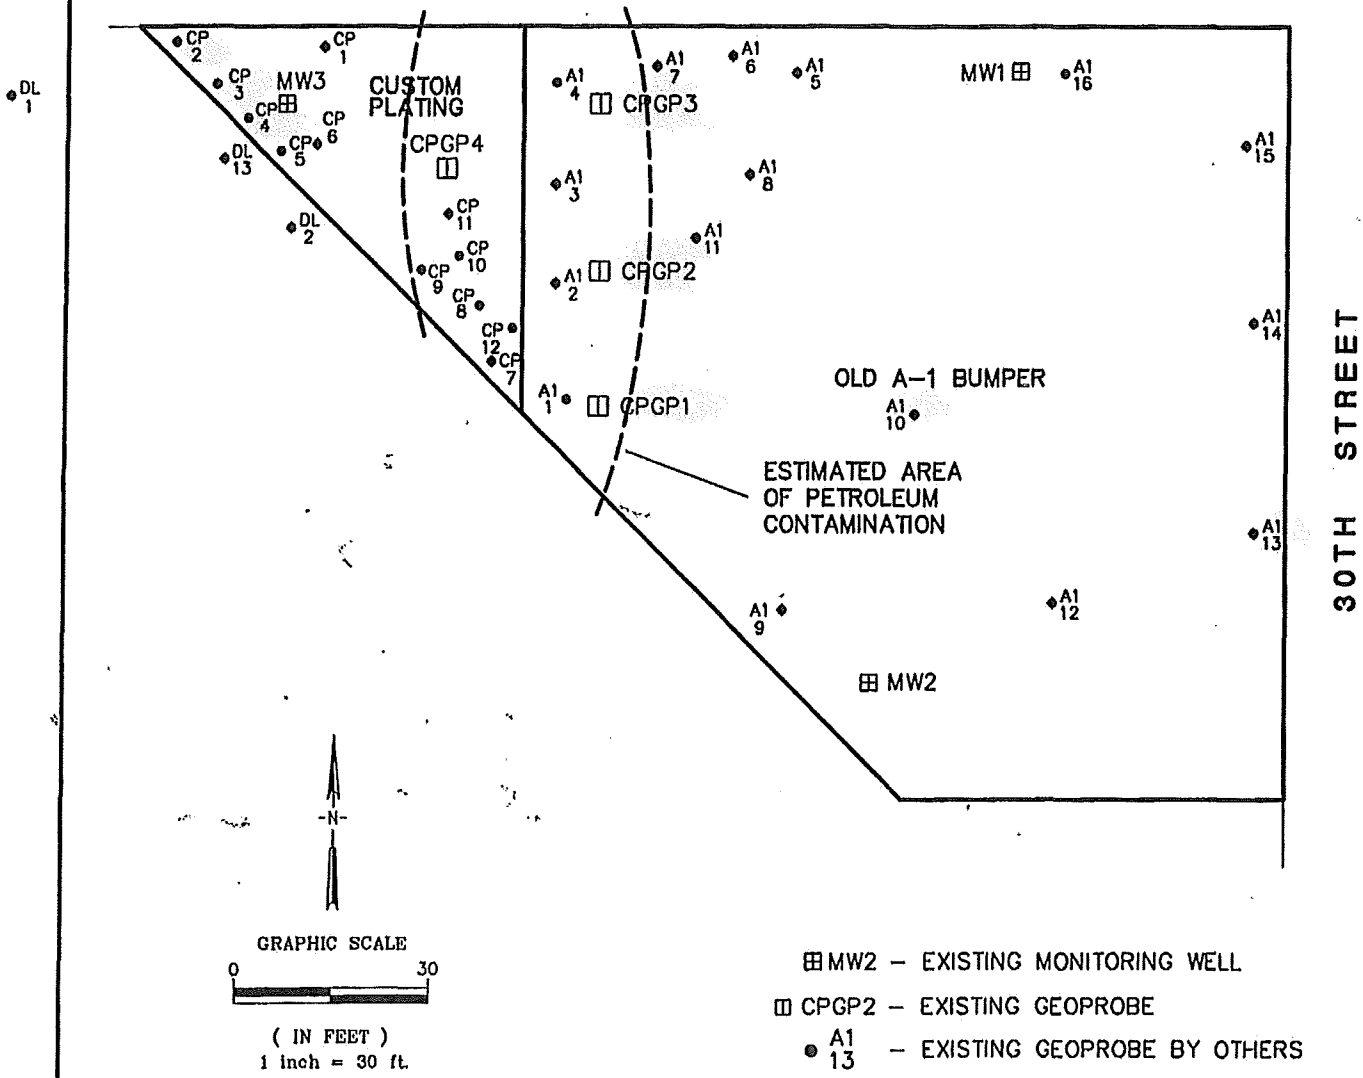 CP
2
CP
1
DL
1
CP
3
MW3
CUSTOM
PLATING
CP
4
CP
5
CP
6
DL
13
DL
2
CPGP4
CP
11
CP
10
CP
9
CP
8
CP
12
CP
7
A1
4
CPGP3
A1
7
A1
6
A1
5
MW1
A1
16
A1
15
A1
3
A1
8
A1
11
A1
2
CPGP2
A1
14
A1
1
CPGP1
OLD A-1 BUMPER
A1
10
ESTIMATED AREA
OF PETROLEUM
CONTAMINATION
A1
13
A1
9
A1
12
MW2
30TH STREET
-N-
GRAPHIC SCALE
0 30
( IN FEET )
1 inch = 30 ft.
MW2 - EXISTING MONITORING WELL
CPGP2 - EXISTING GEOPROBE
A1
13 - EXISTING GEOPROBE BY OTHERS